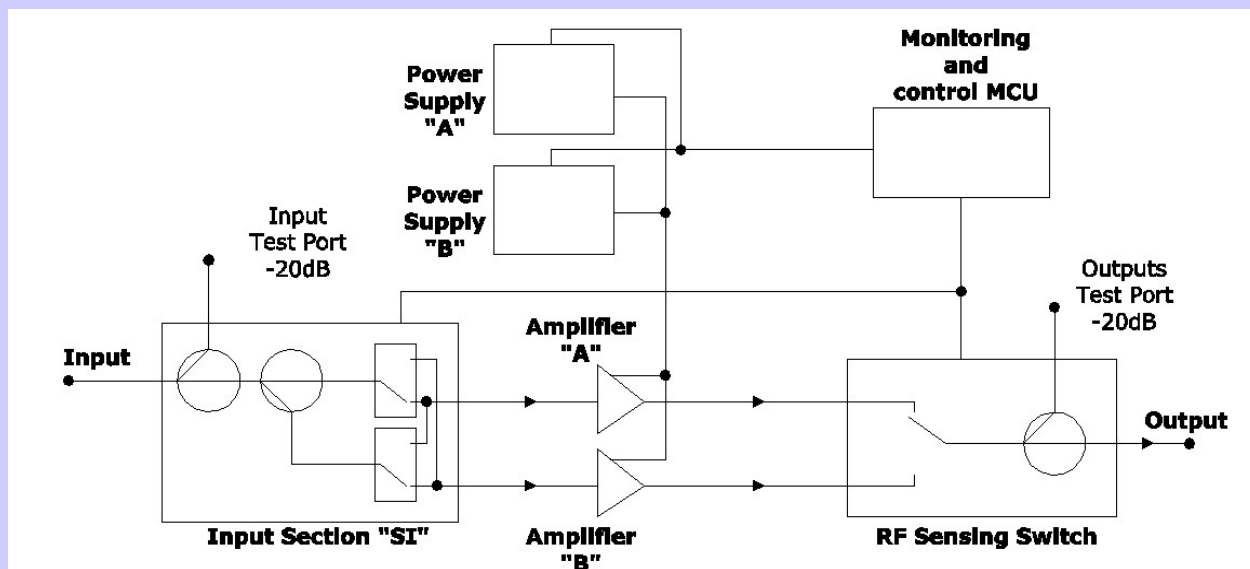 Power
Supply
"A"
Monitoring
and
control MCU
Power
Supply
"B"
Input
Test Port
-20dB
Outputs
Test Port
-20dB
Input
Amplifier
"A"
Output
Input Section "SI"
Amplifier
"B"
RF Sensing Switch